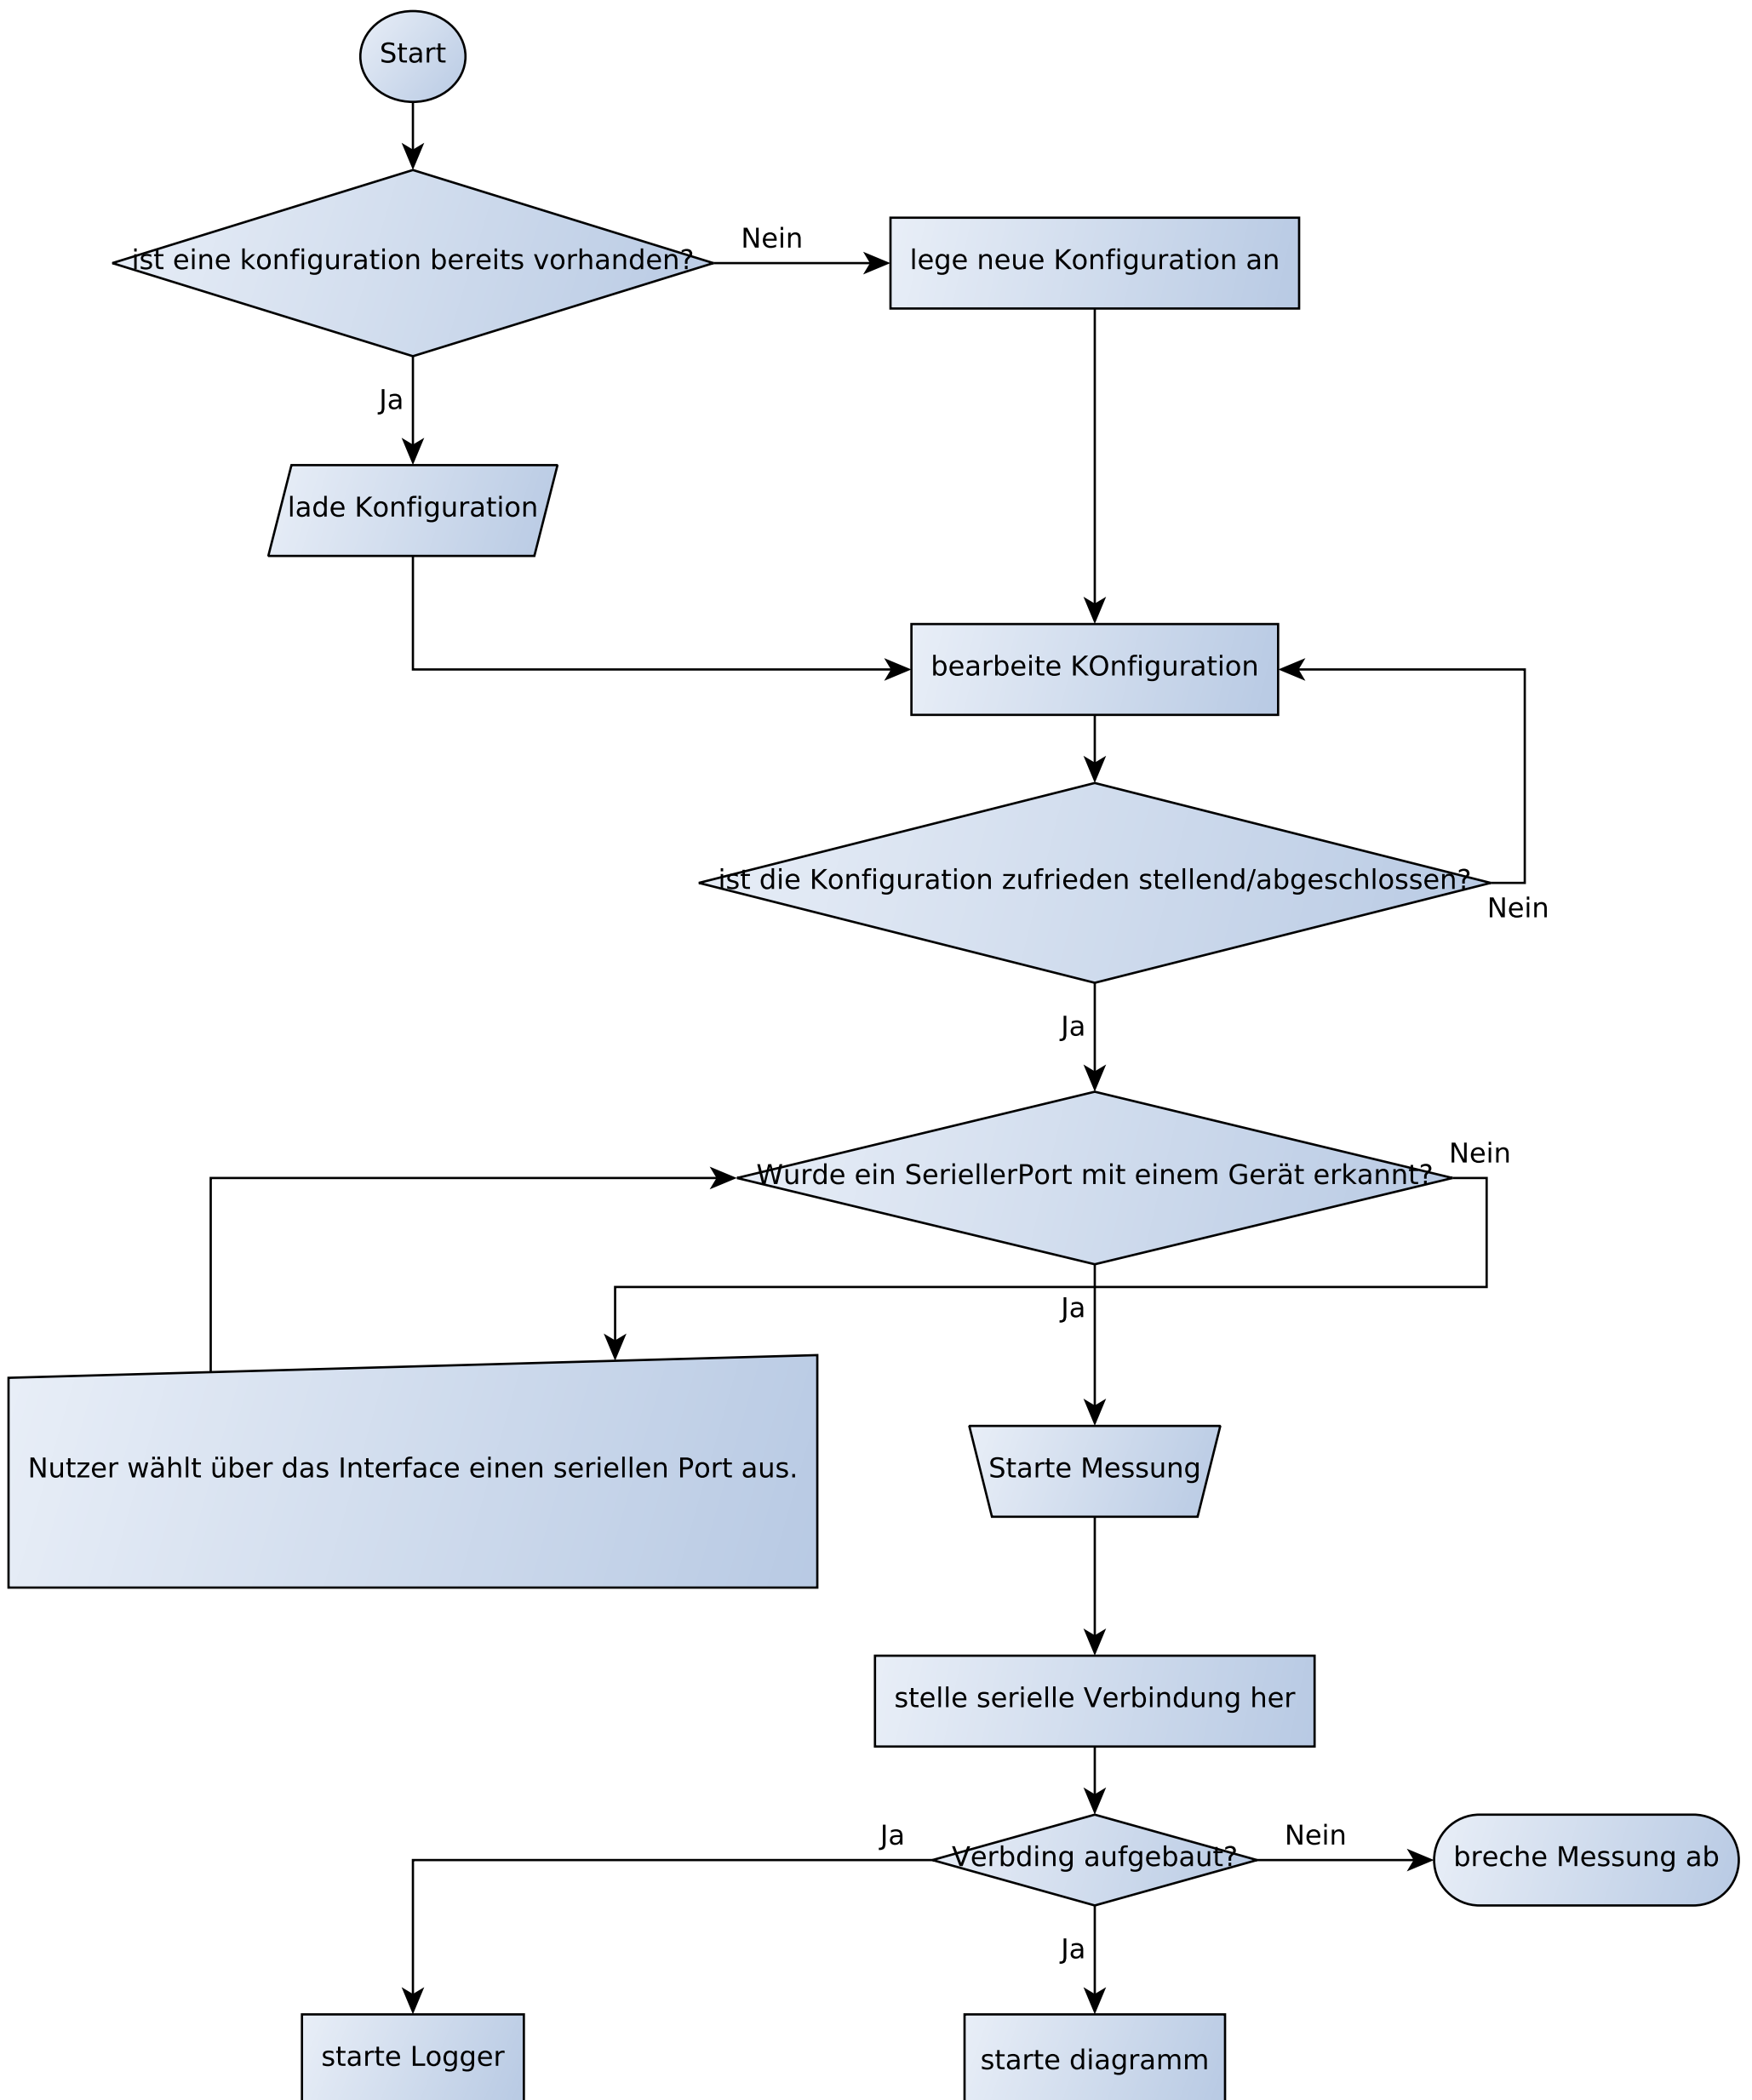 Start
ist eine konfiguration bereits vorhanden?
Nein
lege neue Konfiguration an
Ja
lade Konfiguration
bearbeite KOnfiguration
ist die Konfiguration zufrieden stellend/abgeschlossen?
Nein
Ja
Nein
Wurde ein SeriellerPort mit einem Gerät erkannt?
Ja
Nutzer wählt über das Interface einen seriellen Port aus.
Starte Messung
stelle serielle Verbindung her
Ja
Nein
Verbding aufgebaut?
breche Messung ab
Ja
starte Logger
starte diagramm